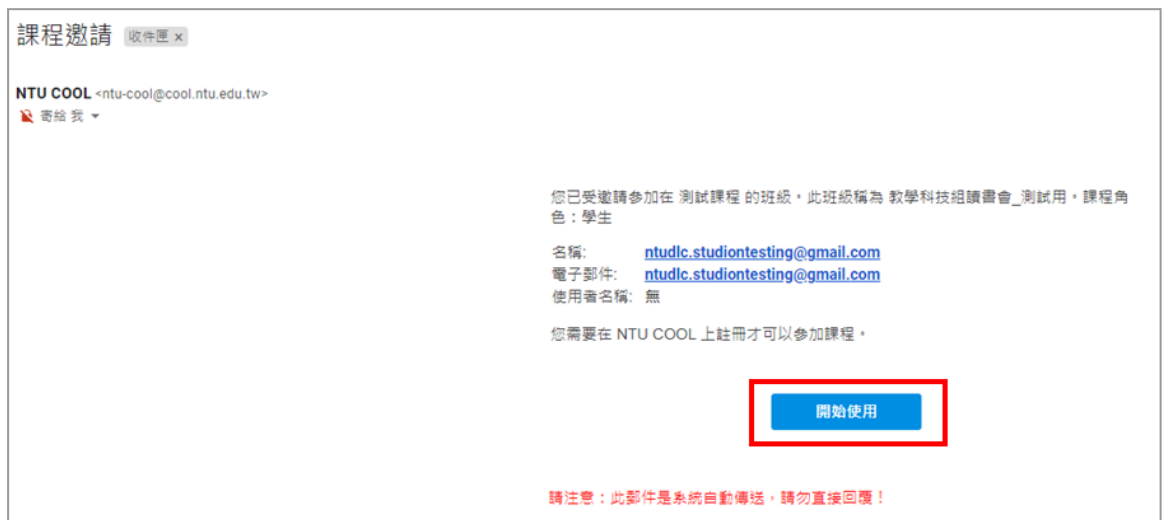 課程邀請 收件匣 x
NTU COOL <ntu-cool@cool.ntu.edu.tw>
寄給 我
您已受邀請參加在 測試課程 的班級。此班級稱為 教學科技組讀書會_測試用。課程角
色：學生
名稱: ntudlc.studiontesting@gmail.com
電子郵件: ntudlc.studiontesting@gmail.com
使用者名稱: 無
您需要在 NTU COOL 上註冊才可以參加課程。
開始使用
請注意：此郵件是系統自動傳送，請勿直接回覆！